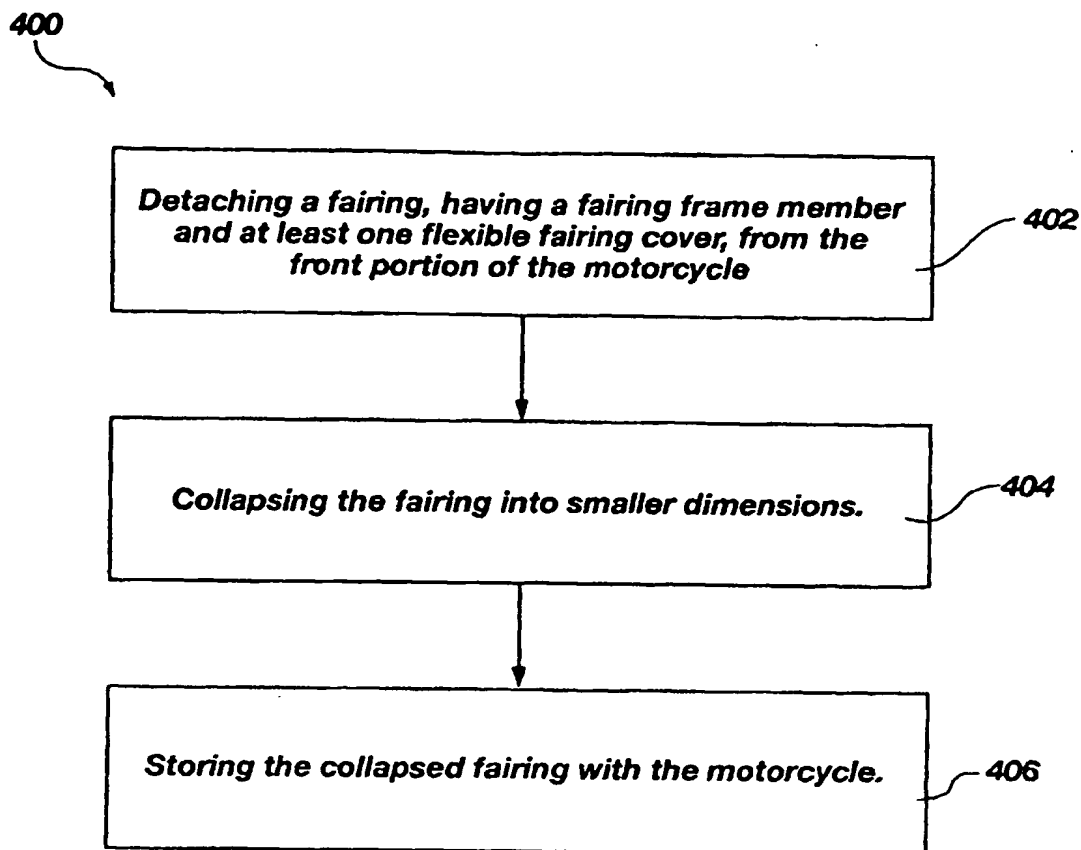 400
Detaching a fairing, having a fairing frame member
and at least one flexible fairing cover, from the
front portion of the motorcycle
402
Collapsing the fairing into smaller dimensions.
404
Storing the collapsed fairing with the motorcycle.
406